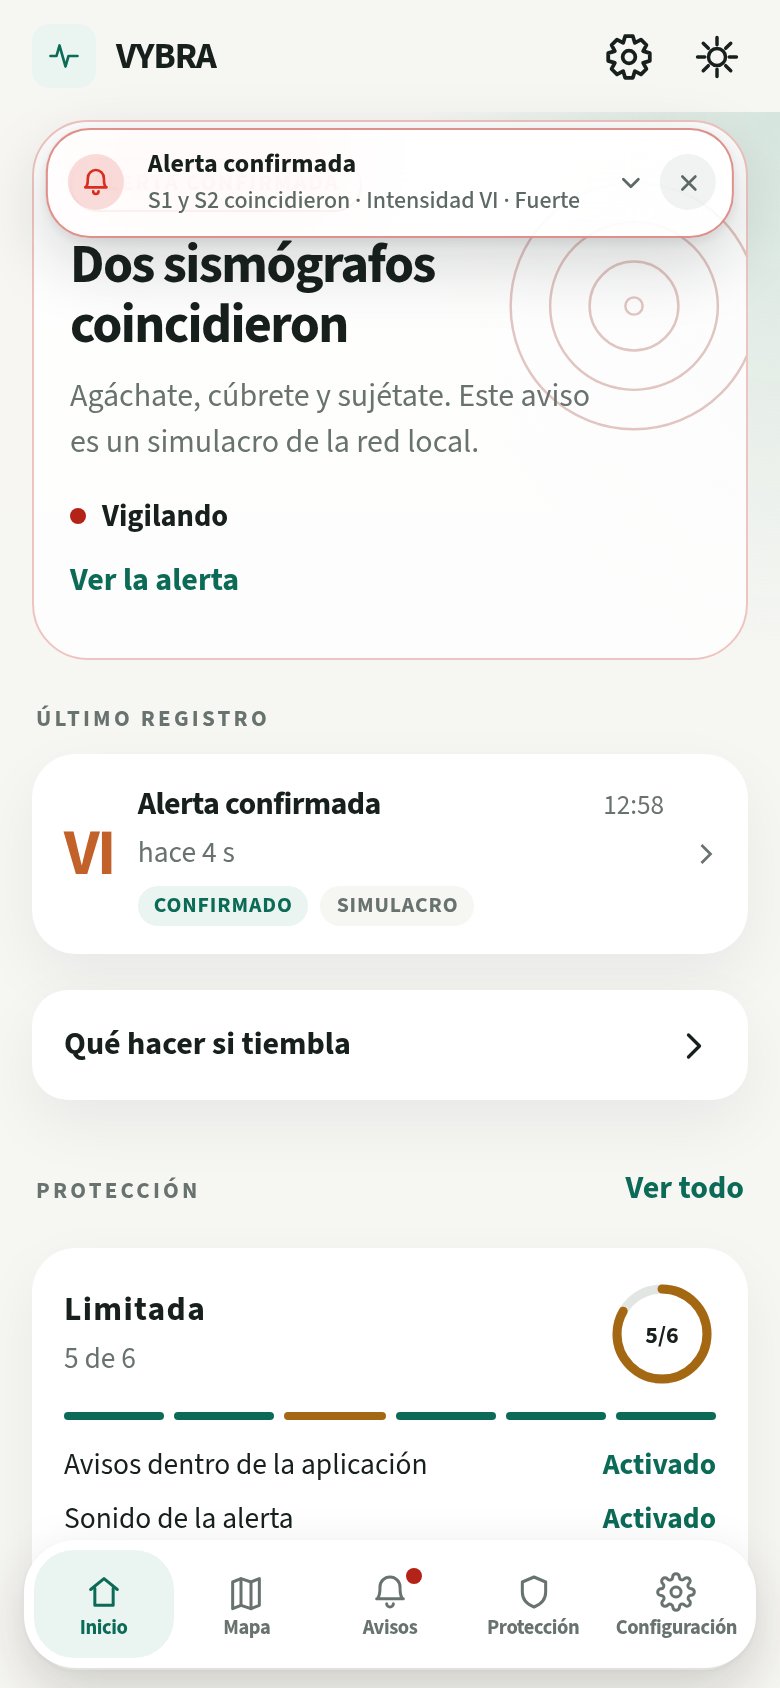 VYBRA
Alerta confirmada
S1 y S2 coincidieron · Intensidad VI · Fuerte
Dos sismógrafos
coincidieron
Agáchate, cúbrete y sujétate. Este aviso
es un simulacro de la red local.
Vigilando
Ver la alerta
ÚLTIMO REGISTRO
VI
Alerta confirmada
12:58
hace 4 s
CONFIRMADO
SIMULACRO
Qué hacer si tiembla
PROTECCIÓN
Ver todo
Limitada
5 de 6
5/6
Avisos dentro de la aplicación
Activado
Sonido de la alerta
Activado
Inicio
Mapa
Avisos
Protección
Configuración